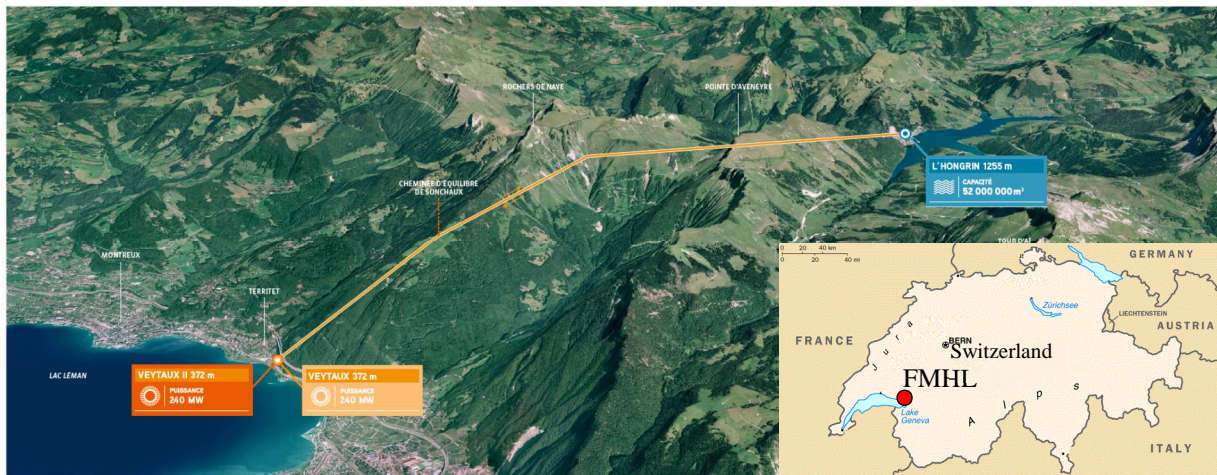 ROCHERS DE NAYE
POINTE D'AVENEYRE
L'HONGRIN 1255 m
CAPACITÉ
52 000 000 m³
CHEMINÉE D'ÉQUILIBRE
DE SONCHAUX
MONTREUX
TERRITET
LAC LÉMAN
VEYTAUX II 372 m
PUISSANCE
240 MW
VEYTAUX 372 m
PUISSANCE
240 MW
TOUR D'AÏ
0 20 40 km
0 20 40 mi
GERMANY
Zürichsee
LIECHTENSTEIN
AUSTRIA
FRANCE
Jura
BERN
Switzerland
FMHL
Lake
Geneva
Alps
ITALY